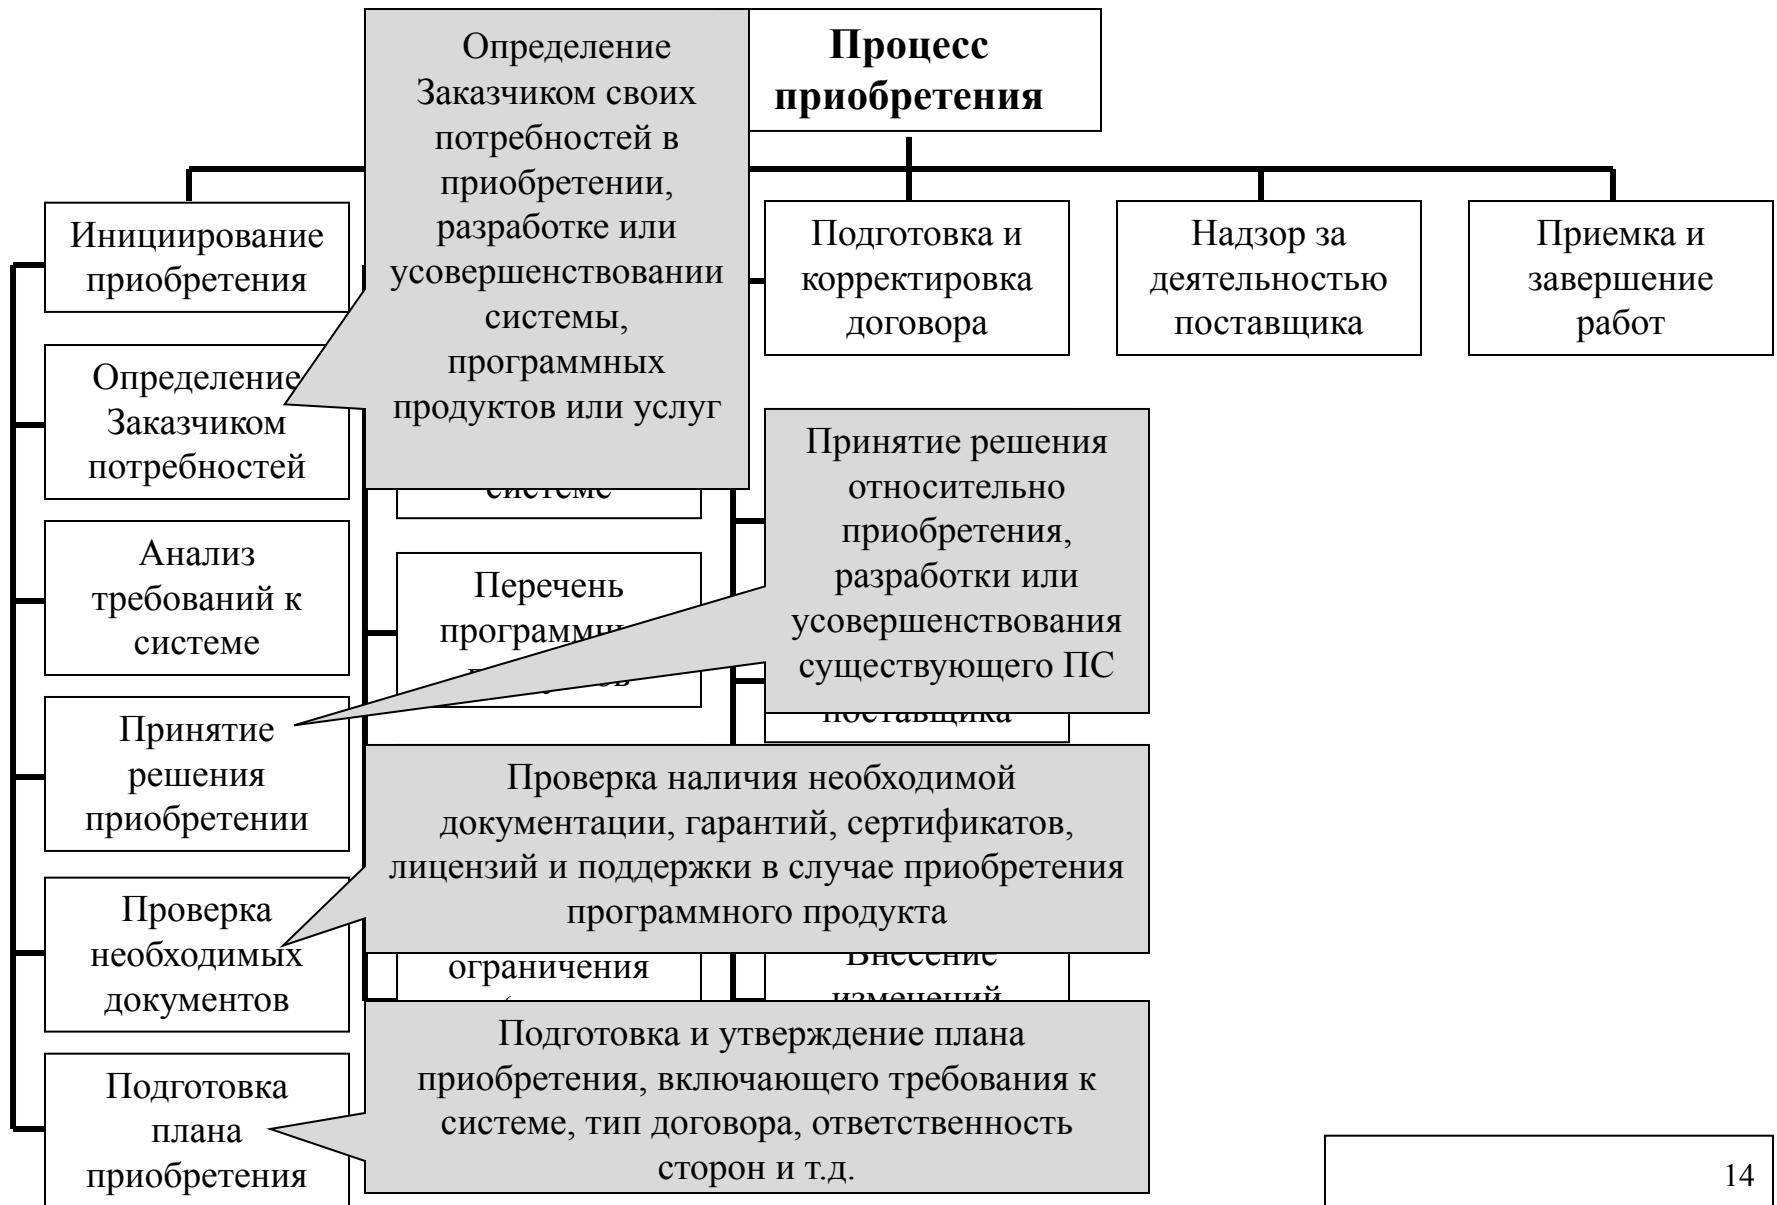 Процесс
приобретения
Определение
Заказчиком своих
потребностей в
приобретении,
разработке или
усовершенствовании
системы,
программных
продуктов или услуг
Инициирование
приобретения
Подготовка и
корректировка
договора
Надзор за
деятельностью
поставщика
Приемка и
завершение
работ
Определение
Заказчиком
потребностей
Анализ
требований к
системе
Принятие
решения
приобретении
Проверка
необходимых
документов
Подготовка
плана
приобретения
системе
Перечень
Принятие решения
относительно
приобретения,
разработки или
усовершенствования
существующего ПС
поставщика
Проверка наличия необходимой
документации, гарантий, сертификатов,
лицензий и поддержки в случае приобретения
программного продукта
ограничения
Внесение
изменений
Подготовка и утверждение плана
приобретения, включающего требования к
системе, тип договора, ответственность
сторон и т.д.
14